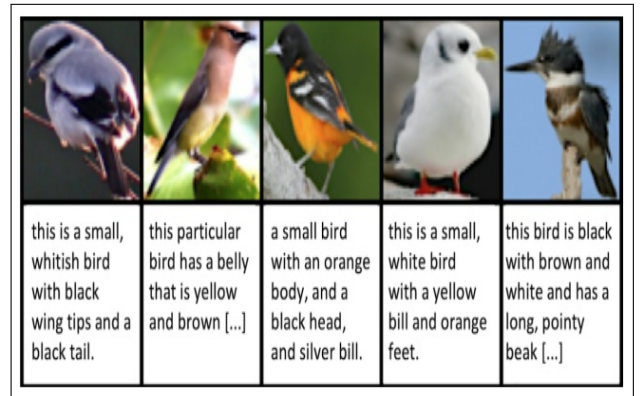 this is a small,
whitish bird
with black
wing tips and a
black tail.
this particular
bird has a belly
that is yellow
and brown [...]
a small bird
with an orange
body, and a
black head,
and silver bill.
this is a small,
white bird
with a yellow
bill and orange
feet.
this bird is black
with brown and
white and has a
long, pointy
beak [...]